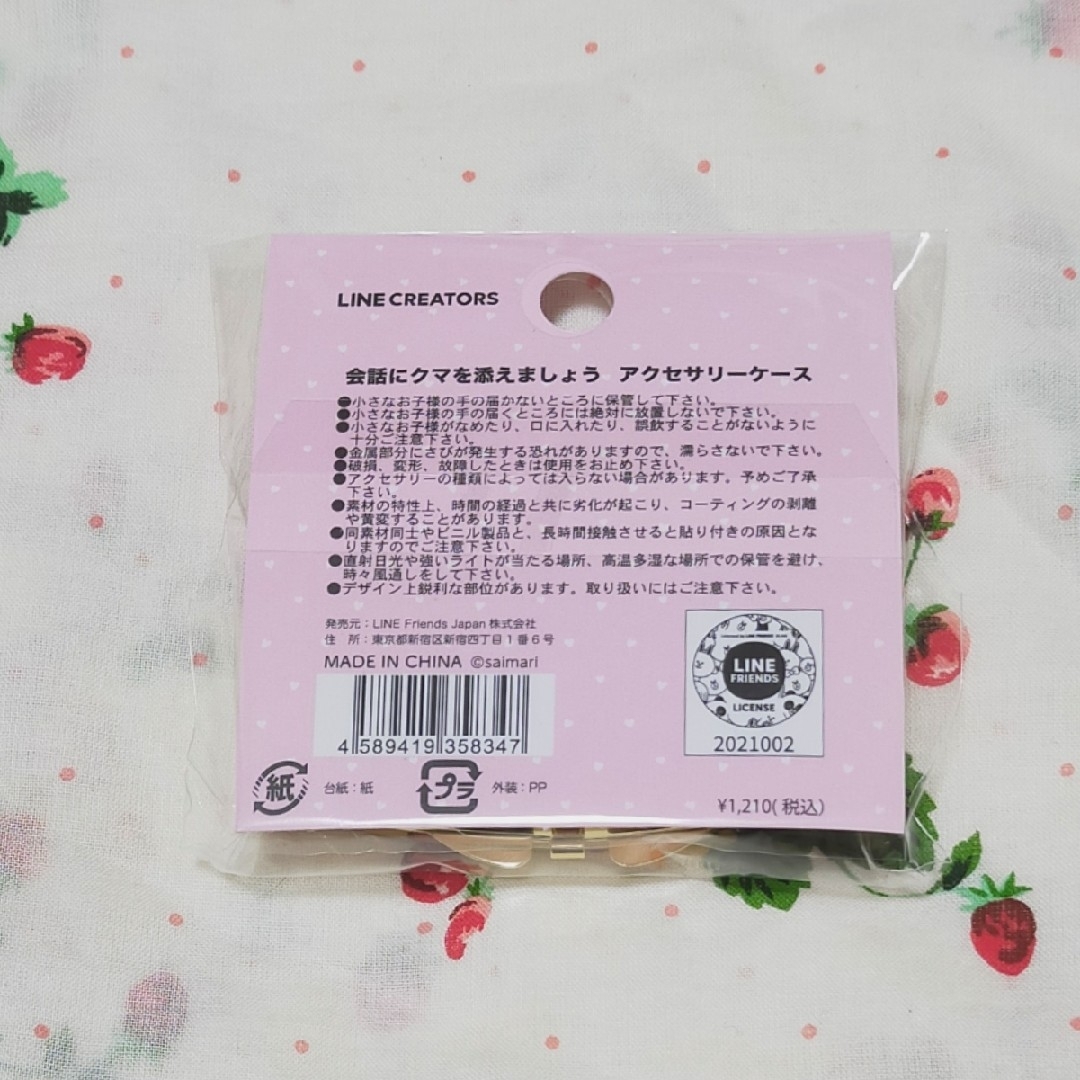 LINE CREATORS
会話にクマを添えましょう アクセサリーケース
●小さなお子様の手の届かないところに保管して下さい。
●小さなお子様の手の届くところには絶対に放置しないで下さい。
●小さなお子様がなめたり、口に入れたり、誤飲することがないように
十分ご注意下さい。
●金属部分にさびが発生する恐れがありますので、濡らさないで下さい。
●破損、変形、故障したときは使用をお止め下さい。
●アクセサリーの種類によっては入らない場合があります。予めご了承
下さい。
●素材の特性上、時間の経過と共に劣化が起こり、コーティングの剥離
や黄変することがあります。
●同素材同士やビニル製品と、長時間接触させると貼り付きの原因とな
りますのでご注意下さい。
●直射日光や強いライトが当たる場所、高温多湿な場所での保管を避け、
時々風通しをして下さい。
●デザイン上鋭利な部位があります。取り扱いにはご注意下さい。
発売元：LINE Friends Japan 株式会社
住 所：東京都新宿区新宿四丁目1番6号
MADE IN CHINA ©saimari
4 589419 358347
LINE
FRIENDS
LICENSE
2021002
紙 台紙：紙 プラ 外装：PP
¥1,210(税込)